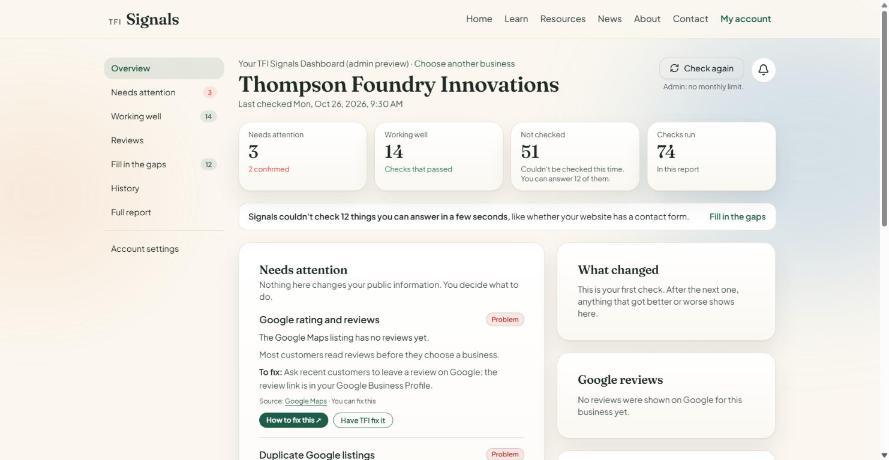 TFI Signals
Home Learn Resources News About Contact My account
Overview
Needs attention 3
Working well 14
Reviews
Fill in the gaps 12
History
Full report
Account settings
Your TFI Signals Dashboard (admin preview) · Choose another business
Thompson Foundry Innovations
Last checked Mon, Oct 26, 2026, 9:30 AM
Check again
Admin: no monthly limit.
Needs attention
3
2 confirmed
Working well
14
Checks that passed
Not checked
51
Couldn't be checked this time.
You can answer 12 of them.
Checks run
74
In this report
Signals couldn't check 12 things you can answer in a few seconds, like whether your website has a contact form. Fill in the gaps
Needs attention
Nothing here changes your public information. You decide what to
do.
Google rating and reviews Problem
The Google Maps listing has no reviews yet.
Most customers read reviews before they choose a business.
To fix: Ask recent customers to leave a review on Google; the
review link is in your Google Business Profile.
Source: Google Maps · You can fix this
How to fix this ↗ Have TFI fix it
Duplicate Google listings Problem
What changed
This is your first check. After the next one,
anything that got better or worse shows
here.
Google reviews
No reviews were shown on Google for this
business yet.